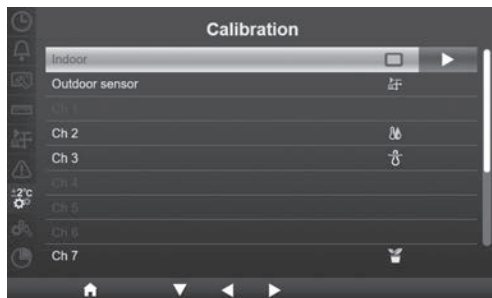 Calibration
Indoor
Outdoor sensor
Ch 1
Ch 2
Ch 3
Ch 4
Ch 5
Ch 6
±2°c
Ch 7